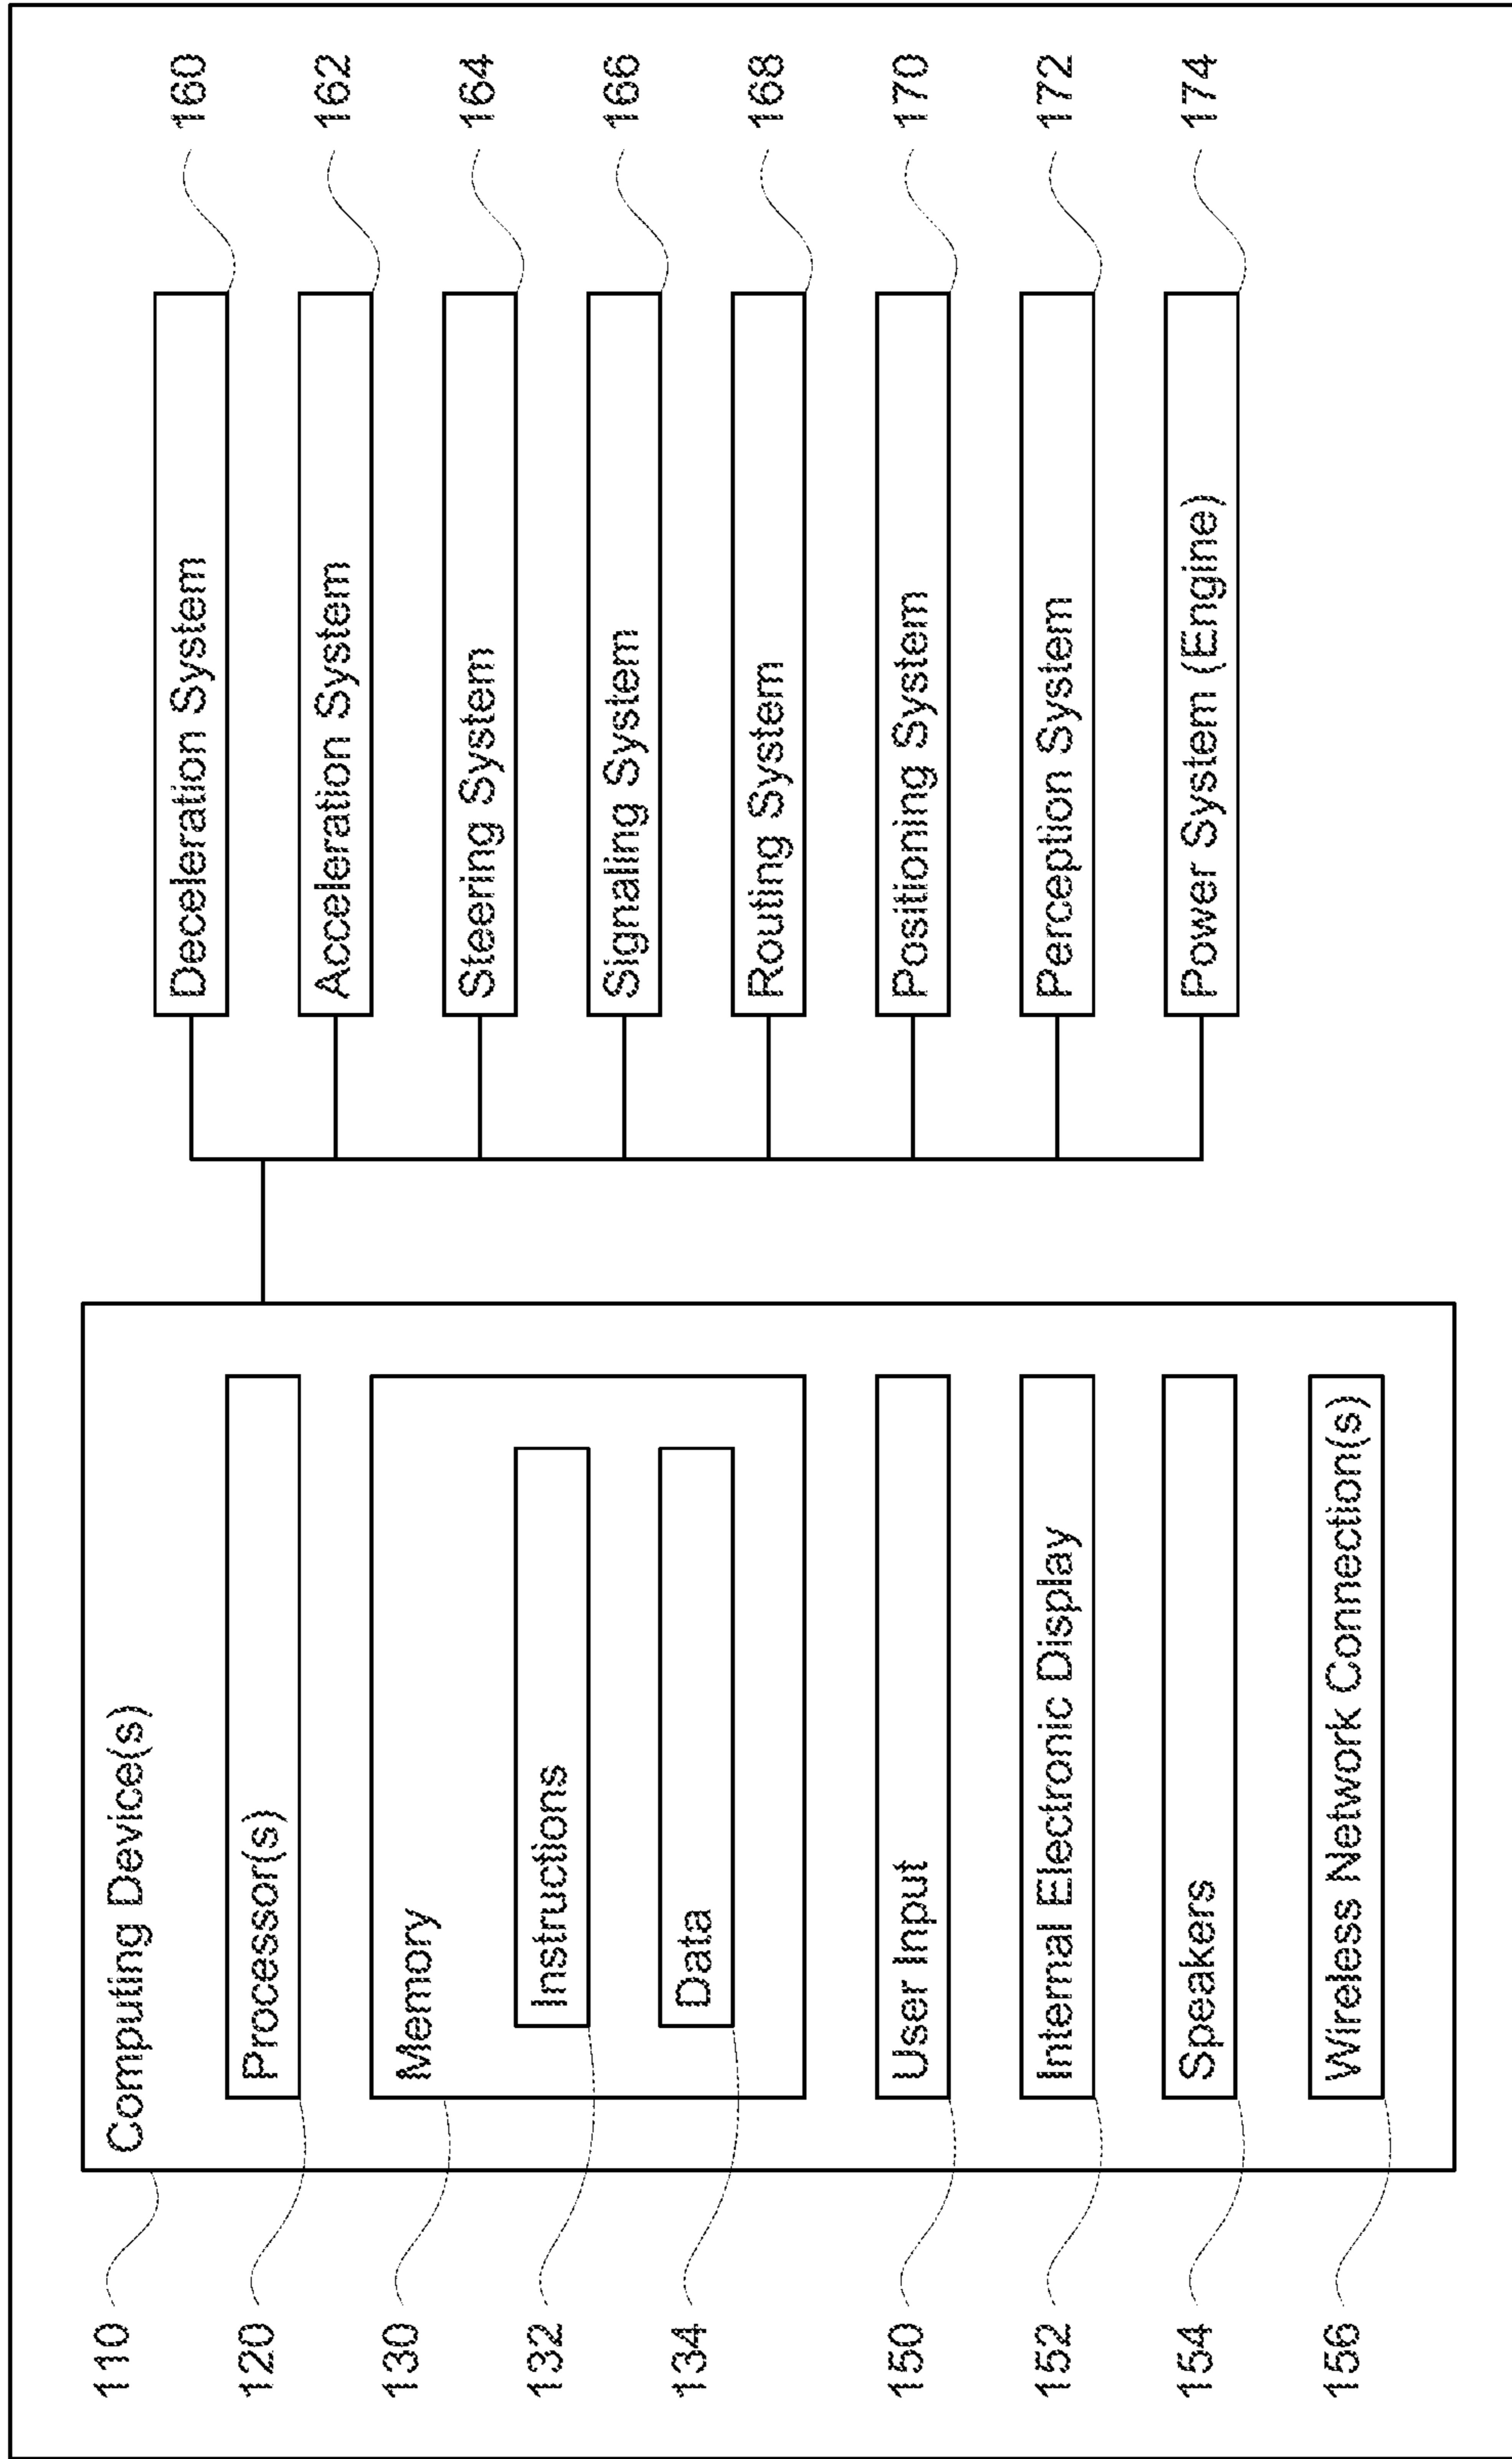 110
Computing Device(s)
120
Processor(s)
130
Memory
132
Instructions
134
Data
150
User Input
152
Internal Electronic Display
154
Speakers
156
Wireless Network Connection(s)
Deceleration System
160
Acceleration System
162
Steering System
164
Signaling System
166
Routing System
168
Positioning System
170
Perception System
172
Power System (Engine)
174